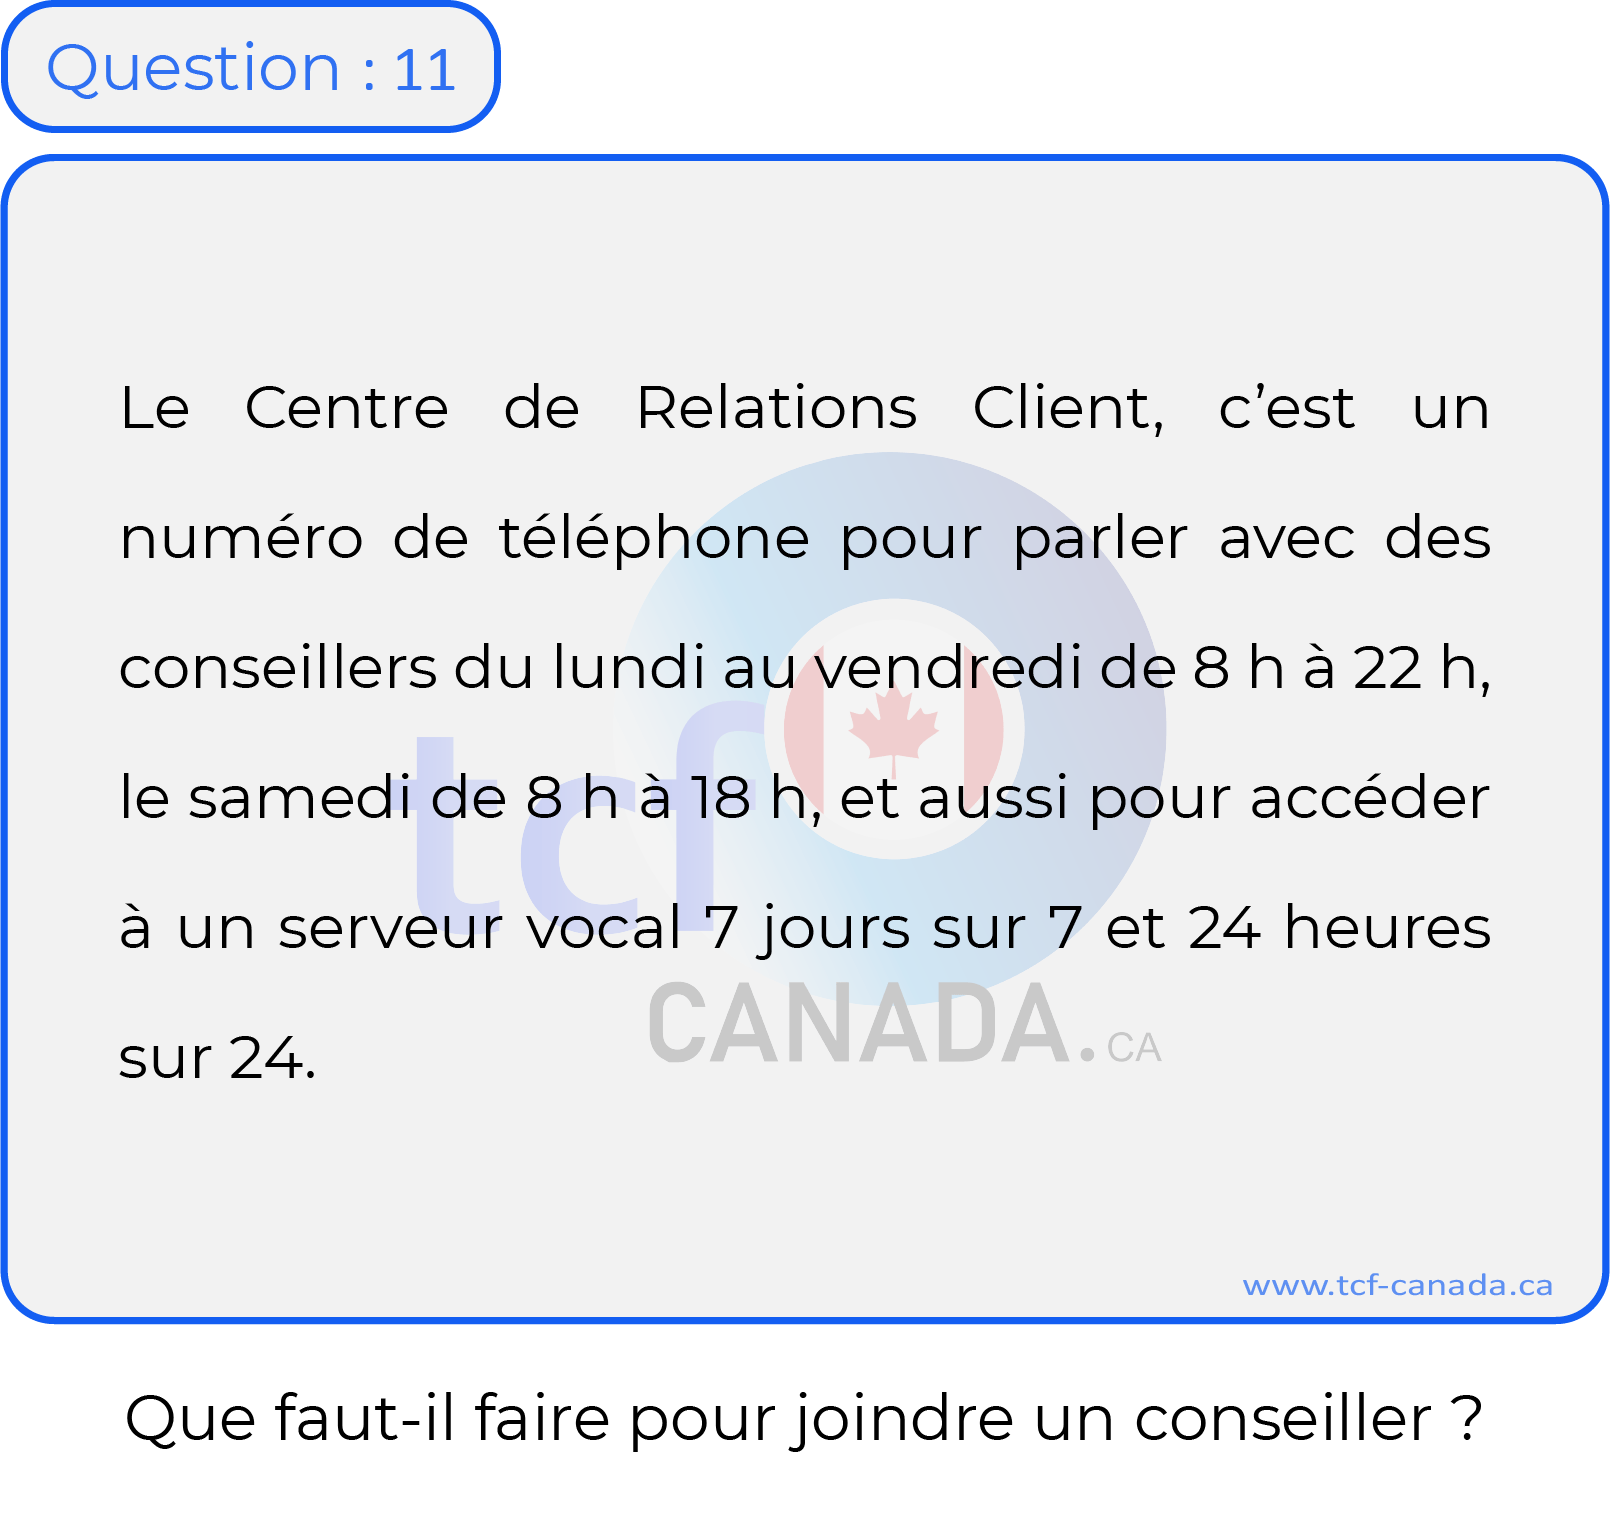 Question : 11
Le Centre de Relations Client, c’est un
numéro de téléphone pour parler avec des
conseillers du lundi au vendredi de 8 h à 22 h,
le samedi de 8 h à 18 h, et aussi pour accéder
à un serveur vocal 7 jours sur 7 et 24 heures
sur 24.
tcf
CANADA.CA
www.tcf-canada.ca
Que faut-il faire pour joindre un conseiller ?